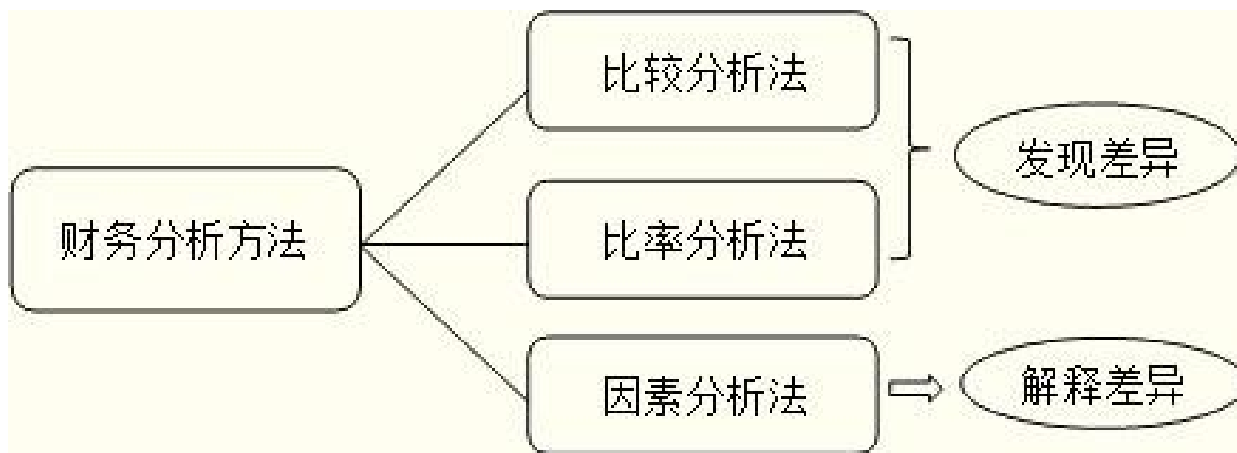 比较分析法
发现差异
财务分析方法
比率分析法
因素分析法
解释差异